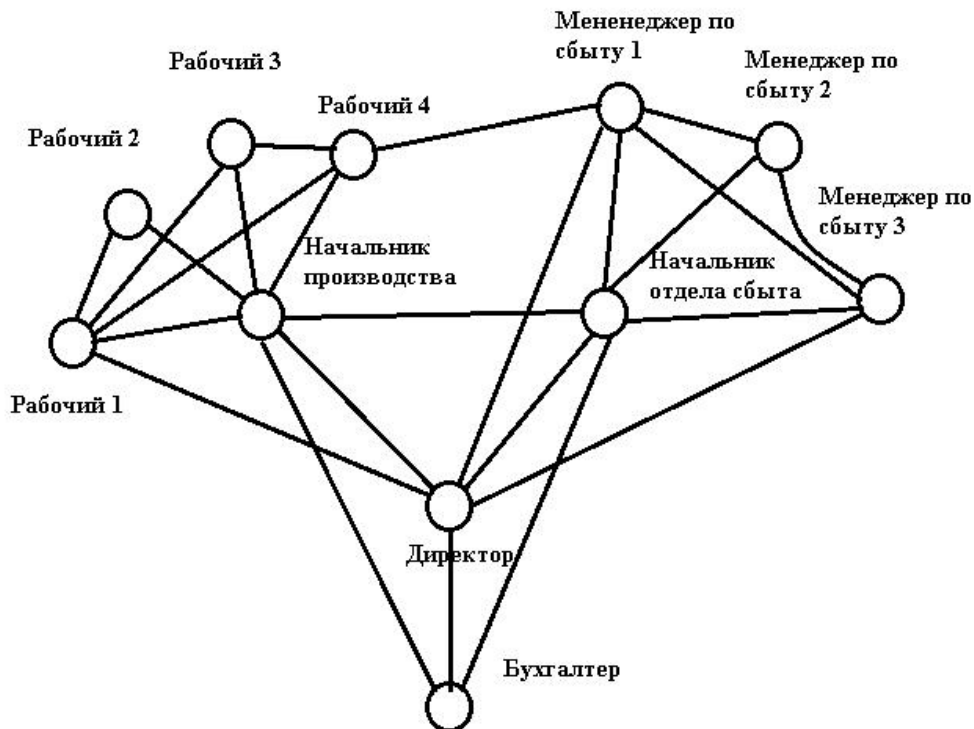 Мененеджер по
сбыту 1
Рабочий 3
Менеджер по
сбыту 2
Рабочий 4
Рабочий 2
Менеджер по
сбыту 3
Начальник
производства
Начальник
отдела сбыта
Рабочий 1
Директор
Бухгалтер